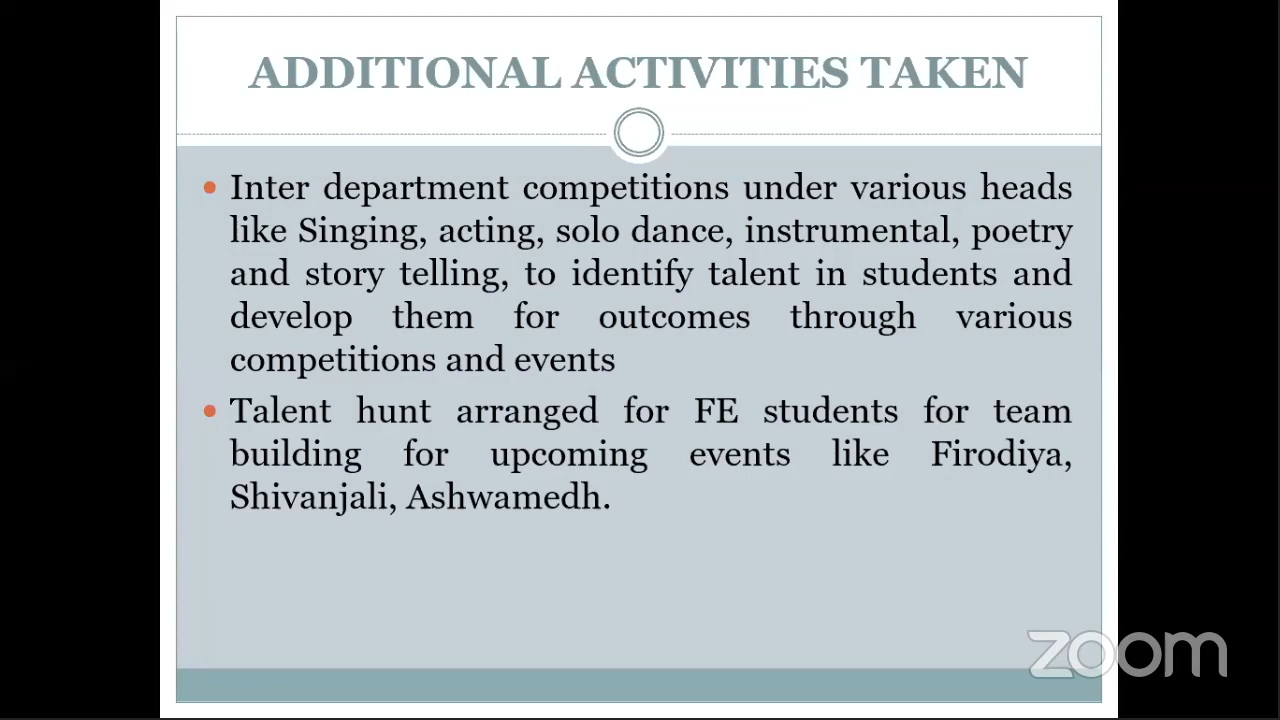 ADDITIONAL ACTIVITIES TAKEN
• Inter department competitions under various heads
like Singing, acting, solo dance, instrumental, poetry
and story telling, to identify talent in students and
develop them for outcomes through various
competitions and events
• Talent hunt arranged for FE students for team
building for upcoming events like Firodiya,
Shivanjali, Ashwamedh.
zoom